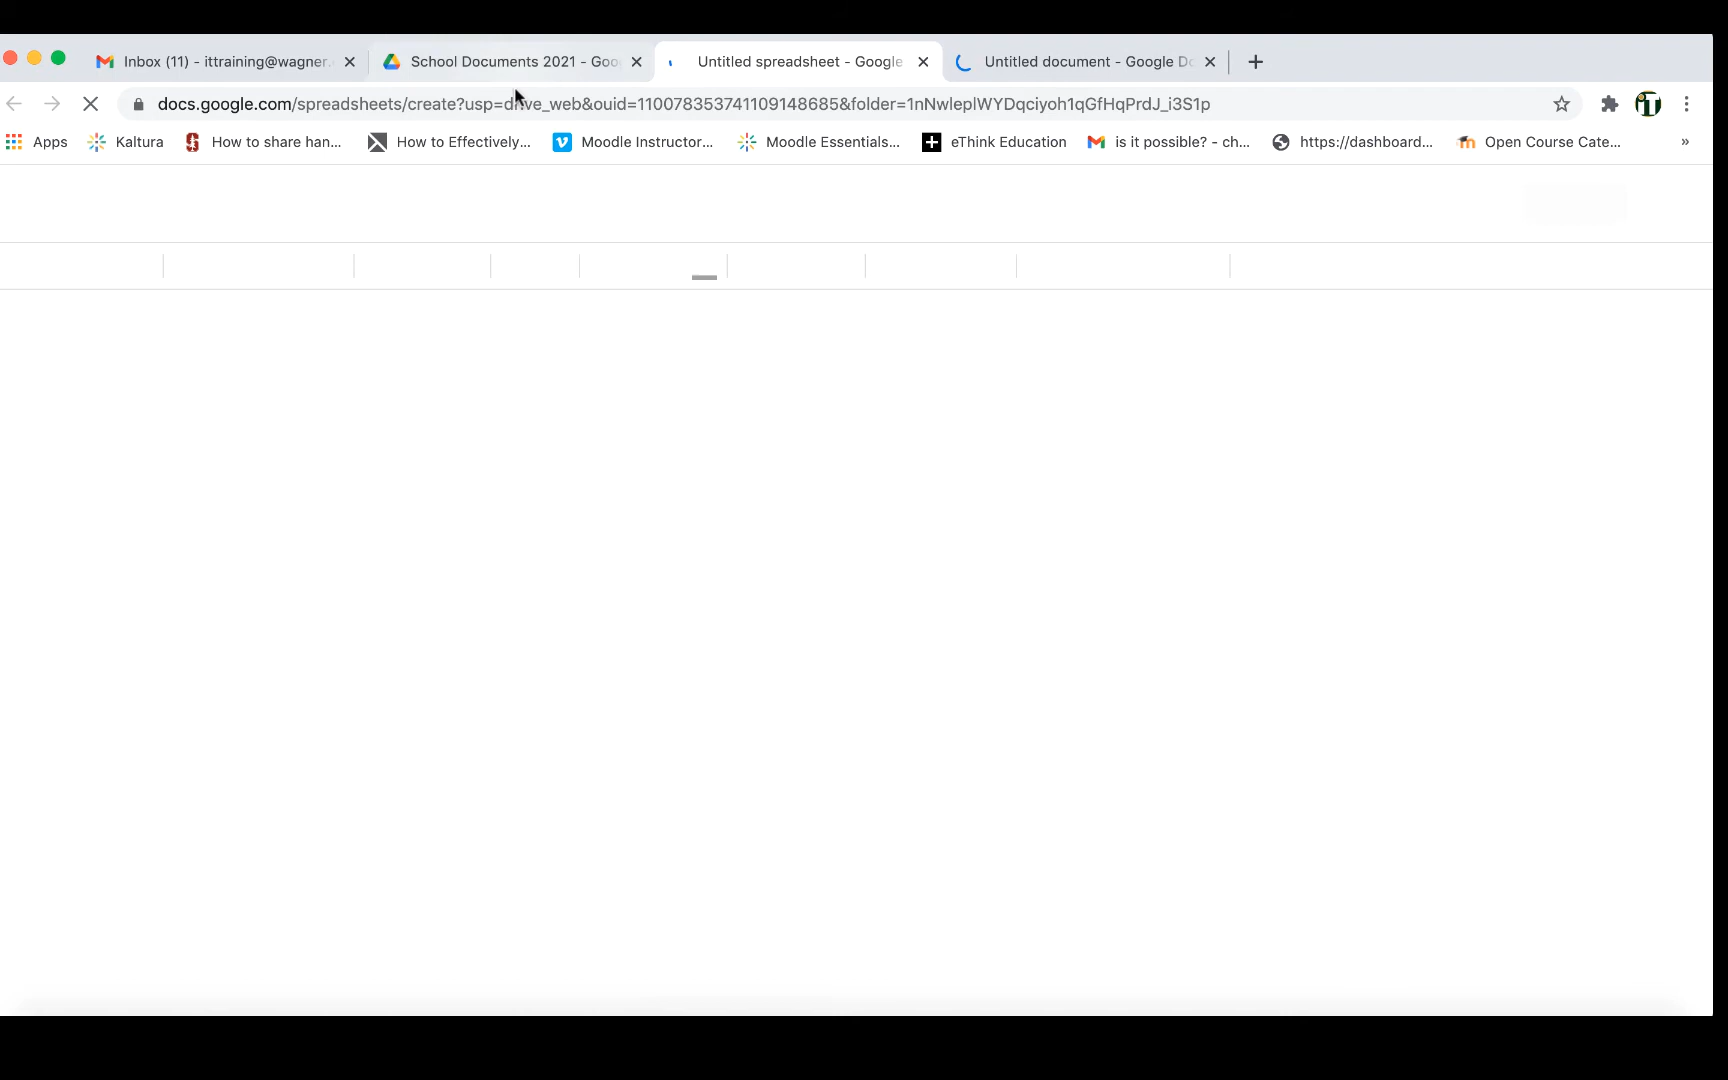 Inbox (11) - ittraining@wagner. School Documents 2021 - Goo Untitled spreadsheet - Google Untitled document - Google Do
docs.google.com/spreadsheets/create?usp=drive_web&ouid=110078353741109148685&folder=1nNwleplWYDqciyoh1qGfHqPrdJ_i3S1p
Apps Kaltura How to share han... How to Effectively... Moodle Instructor... Moodle Essentials... eThink Education is it possible? - ch... https://dashboard... Open Course Cate... »